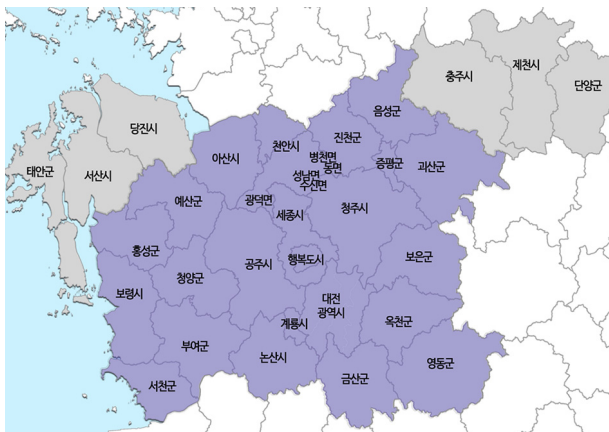 제천시
충주시
단양군
음성군
당진시
진천군
천안시
병천면
아산시
동면
증평군
괴산군
태안군
서산시
성남면
수신면
예산군
광덕면
세종시
청주시
홍성군
공주시
행복도시
보은군
청양군
보령시
대전
광역시
계룡시
옥천군
부여군
논산시
영동군
서천군
금산군